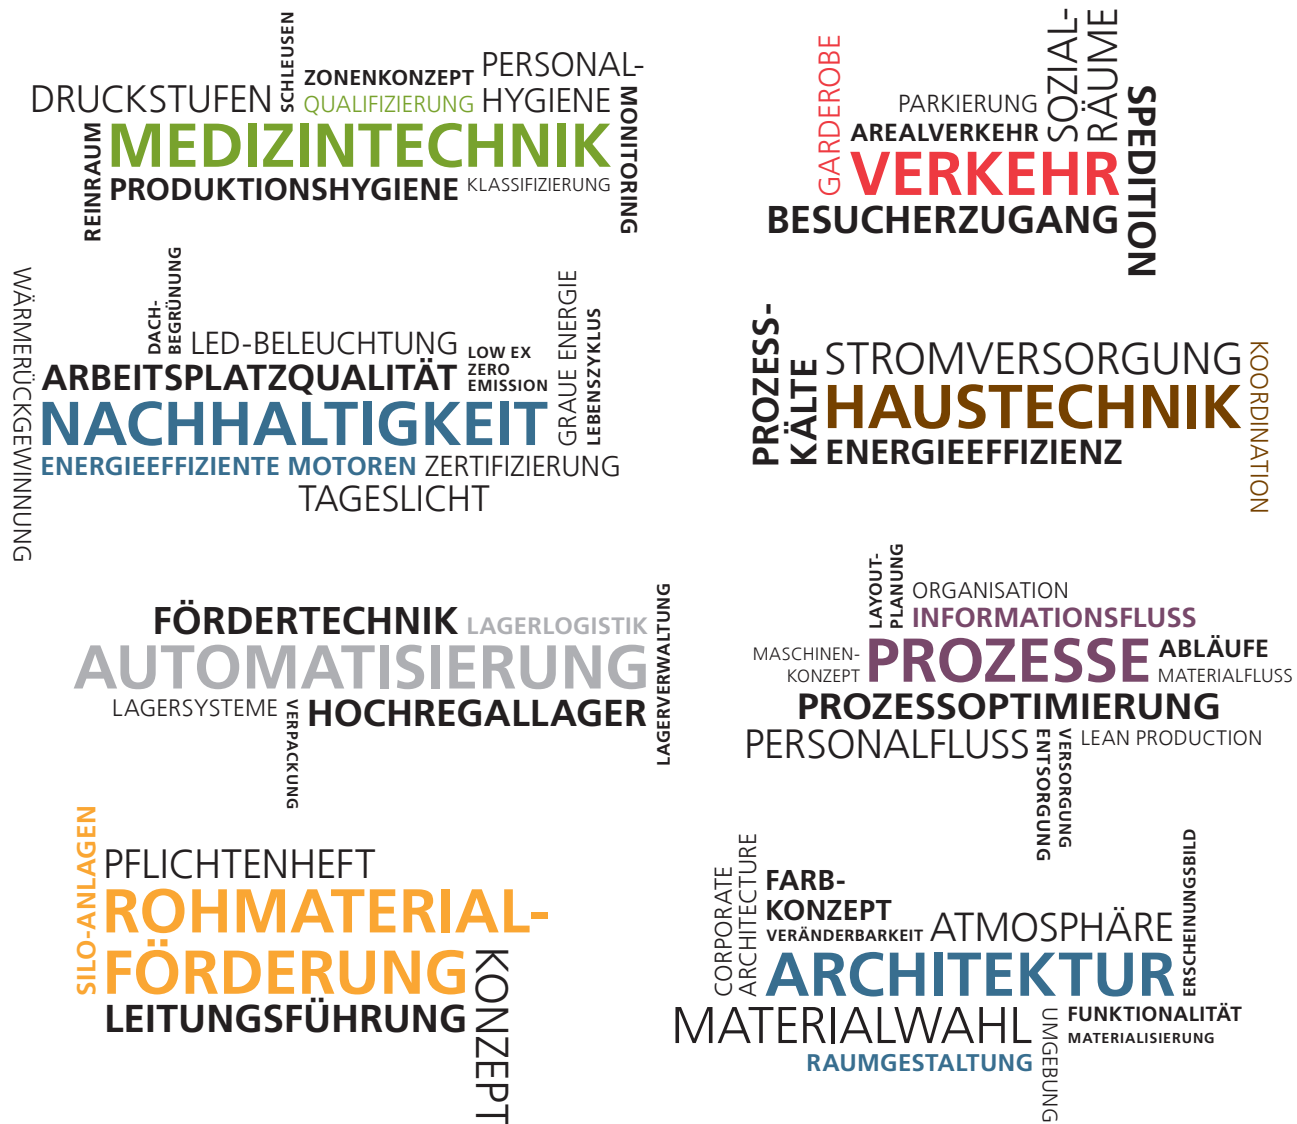 SCHLEUSEN
ZONENKONZEPT
PERSONAL-
DRUCKSTUFEN
QUALIFIZIERUNG
HYGIENE
REINRAUM
MEDIZINTECHNIK
MONITORING
PRODUKTIONSHYGIENE
KLASSIFIZIERUNG
GARDEROBE
SOZIAL-
RÄUME
PARKIERUNG
AREALVERKEHR
VERKEHR
SPEDITION
BESUCHERZUGANG
WÄRMERÜCKGEWINNUNG
DACH-
BEGRÜNUNG
LED-BELEUCHTUNG
LOW EX
ZERO
EMISSION
GRAUE ENERGIE
LEBENSZYKLUS
ARBEITSPLATZQUALITÄT
NACHHALTIGKEIT
ENERGIEEFFIZIENTE MOTOREN
ZERTIFIZIERUNG
TAGESLICHT
PROZESS-
KÄLTE
STROMVERSORGUNG
HAUSTECHNIK
ENERGIEEFFIZIENZ
KOORDINATION
FÖRDERTECHNIK
LAGERLOGISTIK
AUTOMATISIERUNG
LAGERVERWALTUNG
LAGERSYSTEME
VERPACKUNG
HOCHREGALLAGER
LAYOUT-
PLANUNG
ORGANISATION
INFORMATIONSFLUSS
MASCHINEN-
KONZEPT
PROZESSE
ABLÄUFE
MATERIALFLUSS
PROZESSOPTIMIERUNG
PERSONALFLUSS
ENTSORGUNG
VERSORGUNG
LEAN PRODUCTION
SILO-ANLAGEN
PFLICHTENHEFT
ROHMATERIAL-
FÖRDERUNG
LEITUNGSFÜHRUNG
KONZEPT
CORPORATE
ARCHITECTURE
FARB-
KONZEPT
VERÄNDERBARKEIT
ATMOSPHÄRE
ERSCHEINUNGSBILD
ARCHITEKTUR
MATERIALWAHL
UMGEBUNG
FUNKTIONALITÄT
MATERIALISIERUNG
RAUMGESTALTUNG